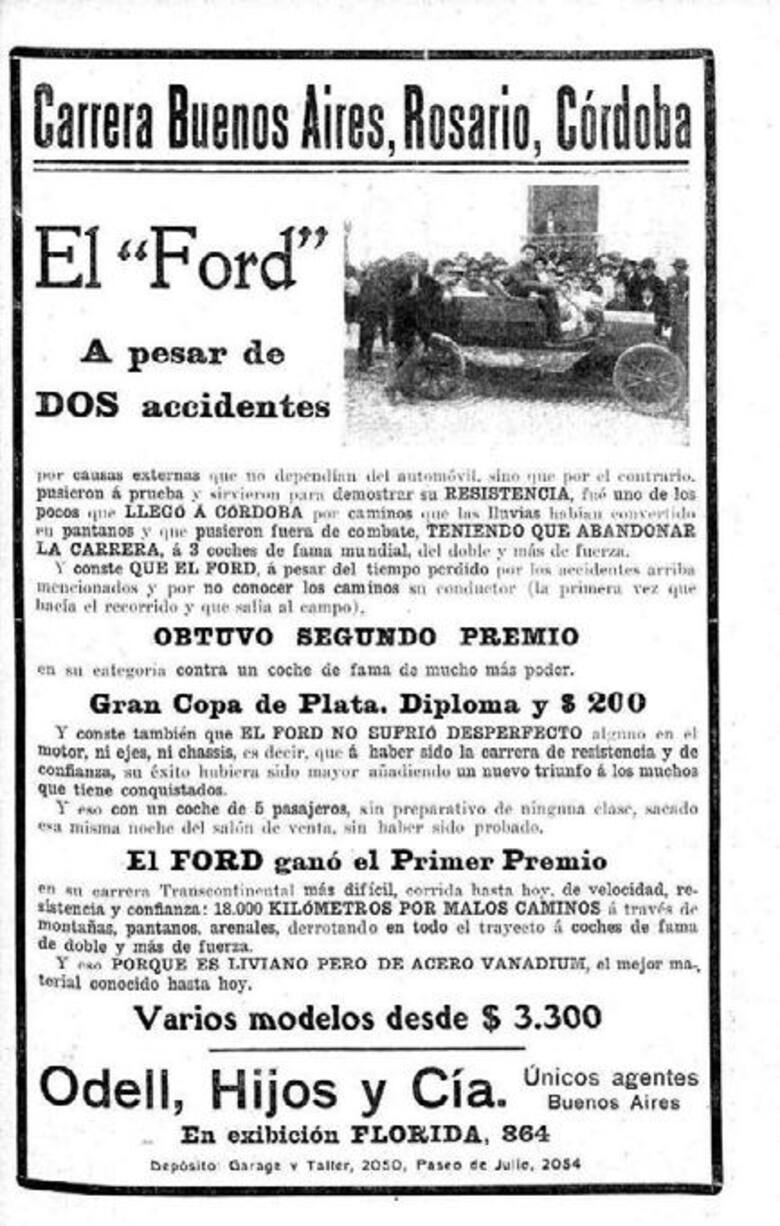 Carrera Buenos Aires, Rosario, Córdoba
El "Ford"
A pesar de
DOS accidentes
por causas externas que no dependían del automóvil, sino que por el contrario,
pusieron á prueba y sirvieron para demostrar su RESISTENCIA, fué uno de los
pocos que LLEGÓ A CÓRDOBA por caminos que las lluvias habían convertido
en pantanos y que pusieron fuera de combate, TENIENDO QUE ABANDONAR
LA CARRERA, á 3 coches de fama mundial, del doble y más de fuerza.
Y conste QUE EL FORD, á pesar del tiempo perdido por los accidentes arriba
mencionados y por no conocer los caminos su conductor (la primera vez que
hacía el recorrido y que salía al campo),
OBTUVO SEGUNDO PREMIO
en su categoria contra un coche de fama de mucho más poder.
Gran Copa de Plata. Diploma y $ 200
Y conste también que EL FORD NO SUFRIÓ DESPERFECTO alguno en el
motor, ni ejes, ni chassis, es decir, que á haber sido la carrera de resistencia y de
confianza, su éxito hubiera sido mayor añadiendo un nuevo triunfo á los muchos
que tiene conquistados.
Y eso con un coche de 5 pasajeros, sin preparativo de ninguna clase, sacado
esa misma noche del salón de venta, sin haber sido probado.
El FORD ganó el Primer Premio
en su carrera Transcontinental más difícil, corrida hasta hoy, de velocidad, re-
sistencia y confianza: 18.000 KILÓMETROS POR MALOS CAMINOS á través de
montañas, pantanos, arenales, derrotando en todo el trayecto á coches de fama
de doble y más de fuerza.
Y eso PORQUE ES LIVIANO PERO DE ACERO VANADIUM, el mejor ma-
terial conocido hasta hoy.
Varios modelos desde $ 3.300
Odell, Hijos y Cía. Únicos agentes
Buenos Aires
En exibición FLORIDA, 864
Depósito: Garage y Taller, 2050, Paseo de Julio, 2054